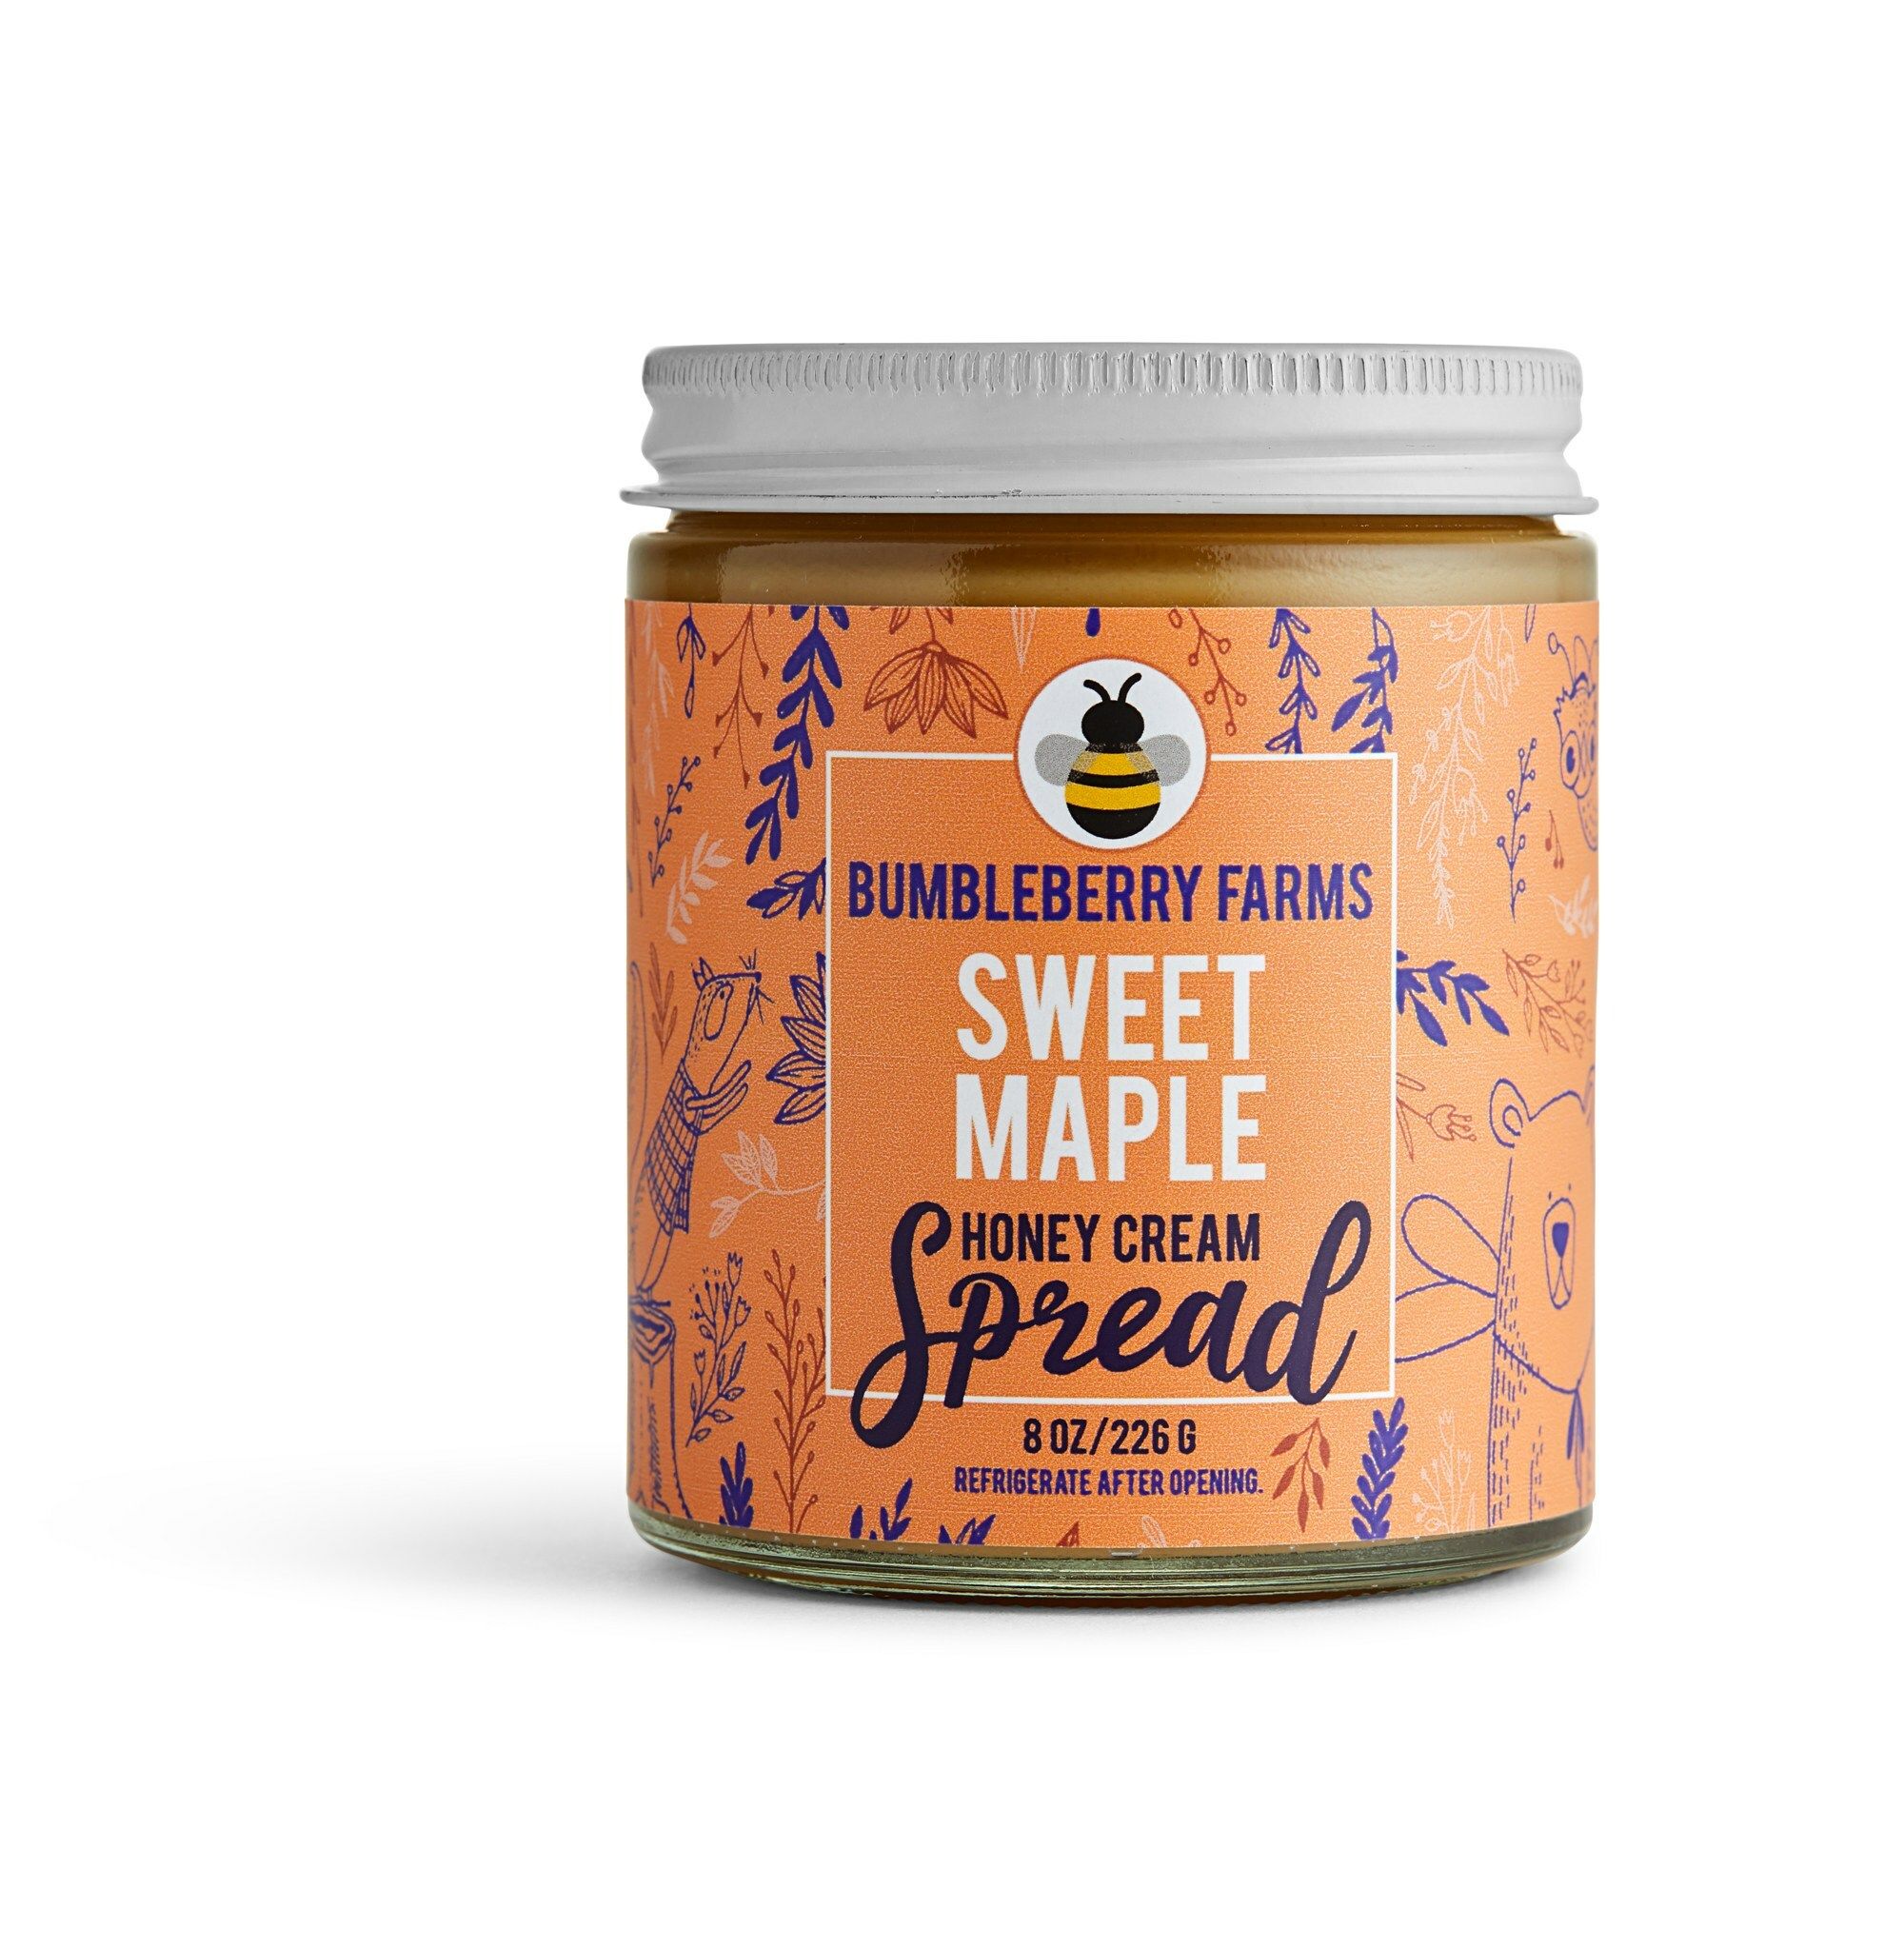 BUMBLEBERRY FARMS
SWEET
MAPLE
HONEY CREAM
Spread
8 OZ/226 G
REFRIGERATE AFTER OPENING.